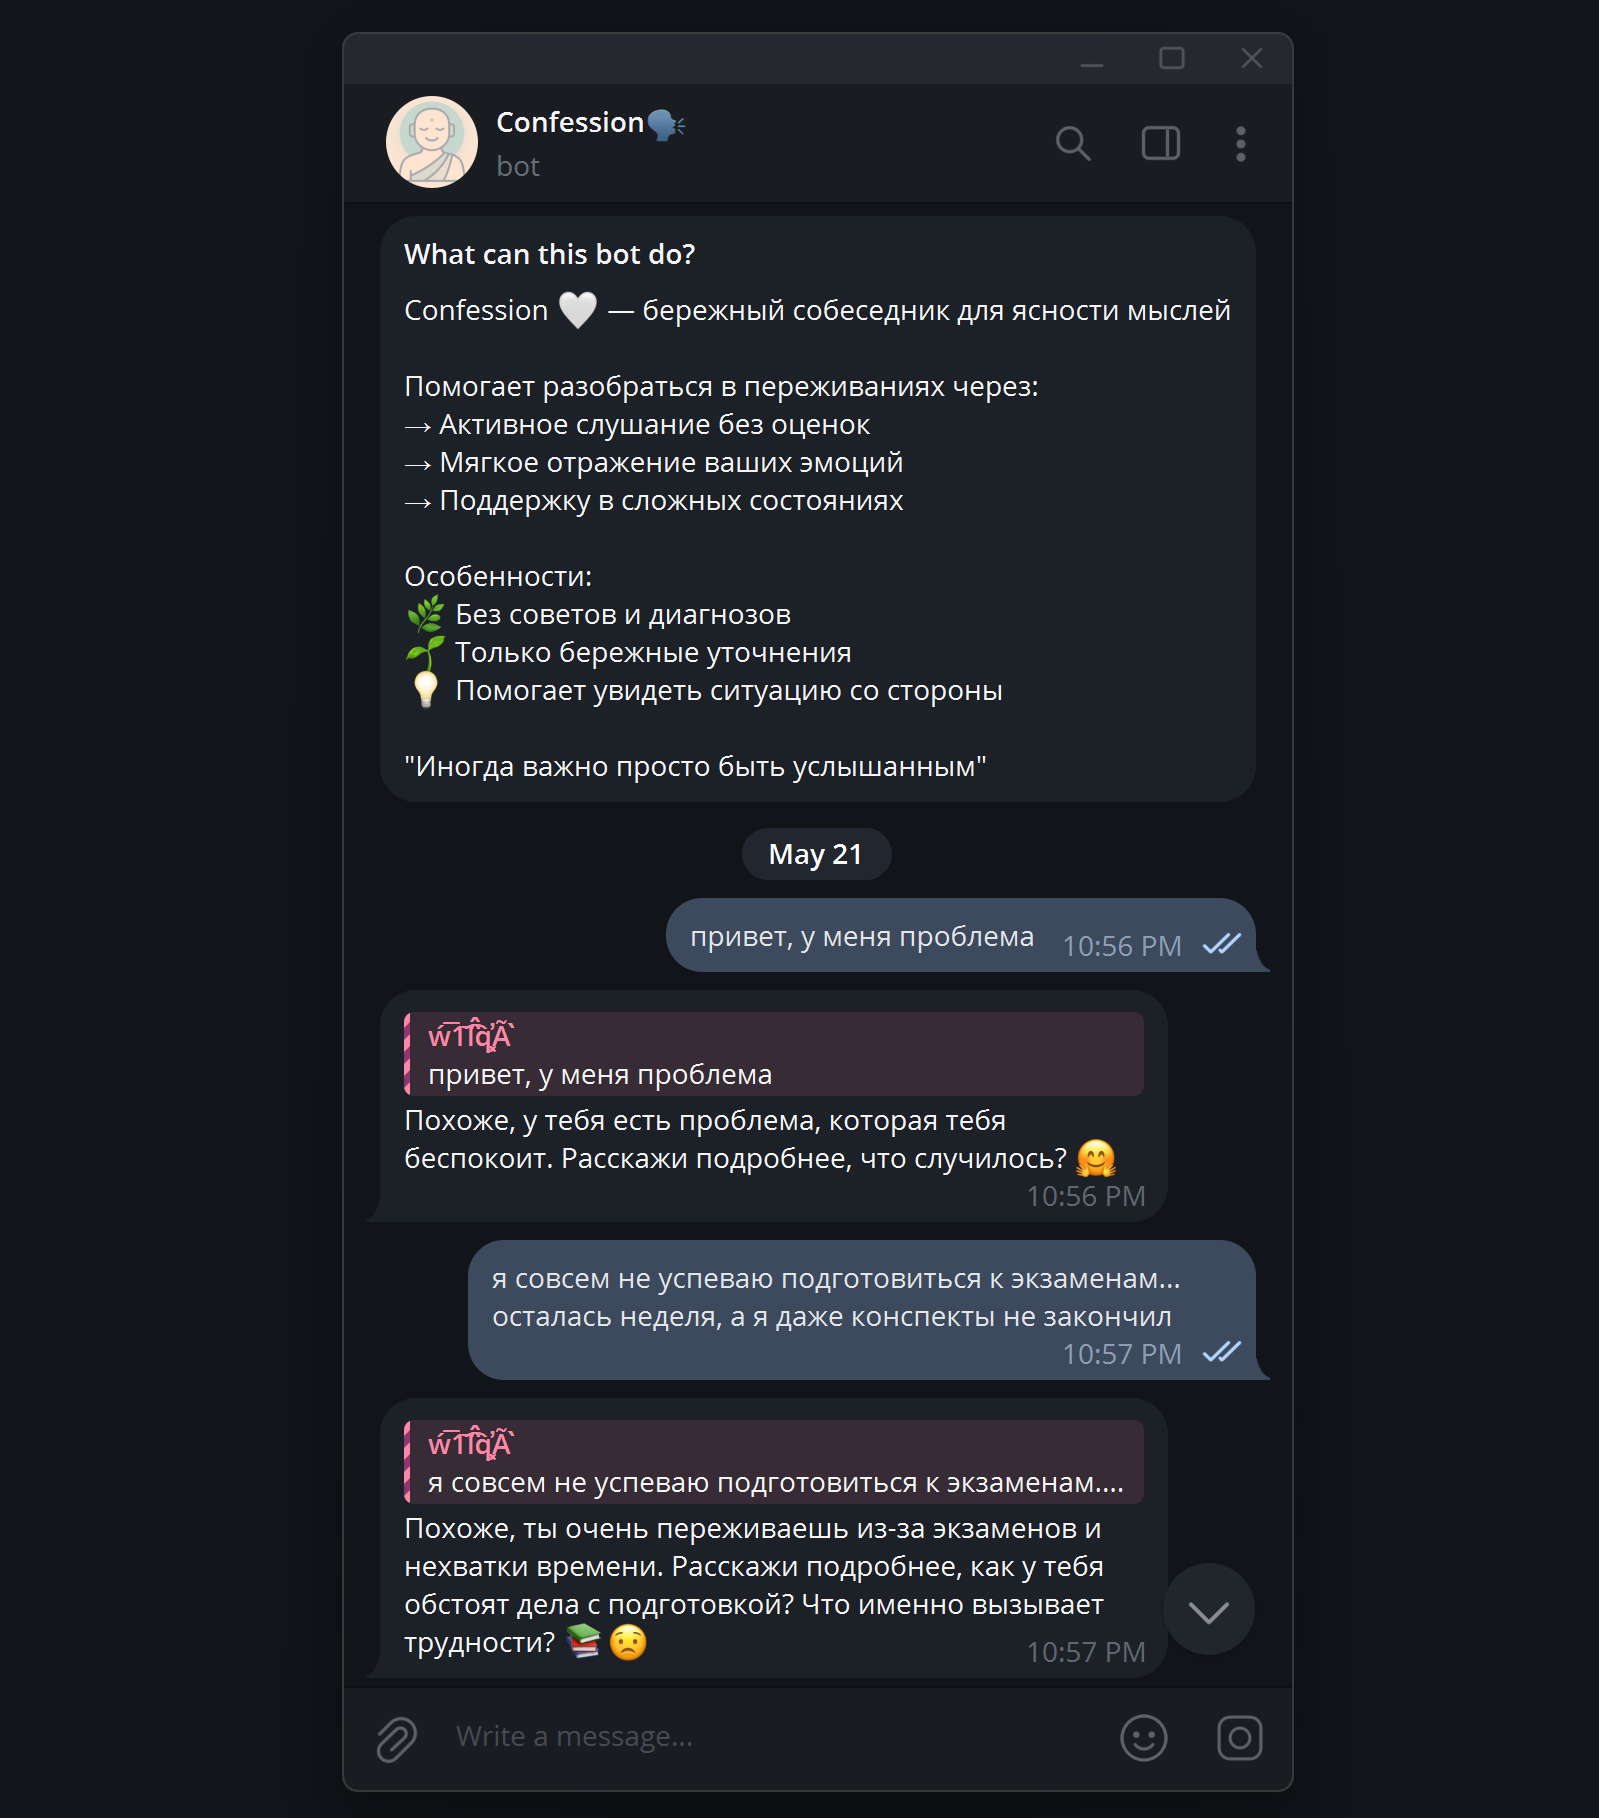 Confession🗣️
bot
What can this bot do?
Confession 🤍 — бережный собеседник для ясности мыслей
Помогает разобраться в переживаниях через:
→ Активное слушание без оценок
→ Мягкое отражение ваших эмоций
→ Поддержку в сложных состояниях
Особенности:
🌿 Без советов и диагнозов
🌱 Только бережные уточнения
💡 Помогает увидеть ситуацию со стороны
"Иногда важно просто быть услышанным"
May 21
привет, у меня проблема 10:56 PM
привет, у меня проблема
Похоже, у тебя есть проблема, которая тебя
беспокоит. Расскажи подробнее, что случилось? 🤗
10:56 PM
я совсем не успеваю подготовиться к экзаменам...
осталась неделя, а я даже конспекты не закончил
10:57 PM
я совсем не успеваю подготовиться к экзаменам....
Похоже, ты очень переживаешь из-за экзаменов и
нехватки времени. Расскажи подробнее, как у тебя
обстоят дела с подготовкой? Что именно вызывает
трудности? 📚😟
10:57 PM
Write a message...